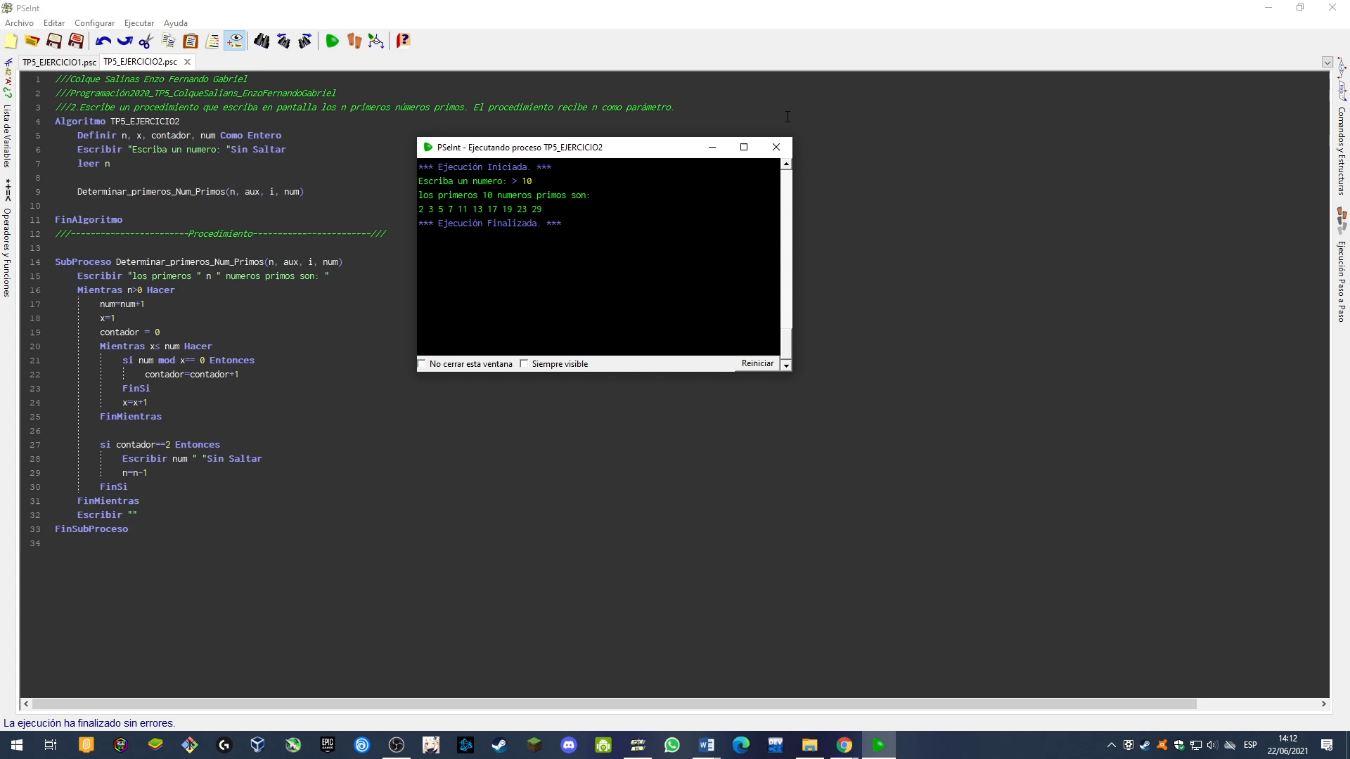 PSeInt
Archivo Editar Configurar Ejecutar Ayuda
TP5_EJERCICIO1.psc TP5_EJERCICIO2.psc
Lista de Variables
Operadores y Funciones
1 ///Colque Salinas Enzo Fernando Gabriel
2 ///Programación2020_TP5_ColqueSalians_EnzoFernandoGabriel
3 ///2.Escribe un procedimiento que escriba en pantalla los n primeros números primos. El procedimiento recibe n como parámetro.
4 Algoritmo TP5_EJERCICIO2
5 Definir n, x, contador, num Como Entero
6 Escribir "Escriba un numero: "Sin Saltar
7 leer n
8
9 Determinar_primeros_Num_Primos(n, aux, i, num)
10
11 FinAlgoritmo
12 ///------------------------Procedimiento------------------------///
13
14 SubProceso Determinar_primeros_Num_Primos(n, aux, i, num)
15 Escribir "los primeros " n " numeros primos son: "
16 Mientras n>0 Hacer
17 num=num+1
18 x=1
19 contador = 0
20 Mientras x≤ num Hacer
21 si num mod x== 0 Entonces
22 contador=contador+1
23 FinSi
24 x=x+1
25 FinMientras
26
27 si contador==2 Entonces
28 Escribir num " "Sin Saltar
29 n=n-1
30 FinSi
31 FinMientras
32 Escribir ""
33 FinSubProceso
34
PSeInt - Ejecutando proceso TP5_EJERCICIO2
*** Ejecución Iniciada. ***
Escriba un numero: > 10
los primeros 10 numeros primos son:
2 3 5 7 11 13 17 19 23 29
*** Ejecución Finalizada. ***
No cerrar esta ventana Siempre visible Reiniciar
Comandos y Estructuras
Ejecución Paso a Paso
La ejecución ha finalizado sin errores.
ESP
14:12
22/06/2021